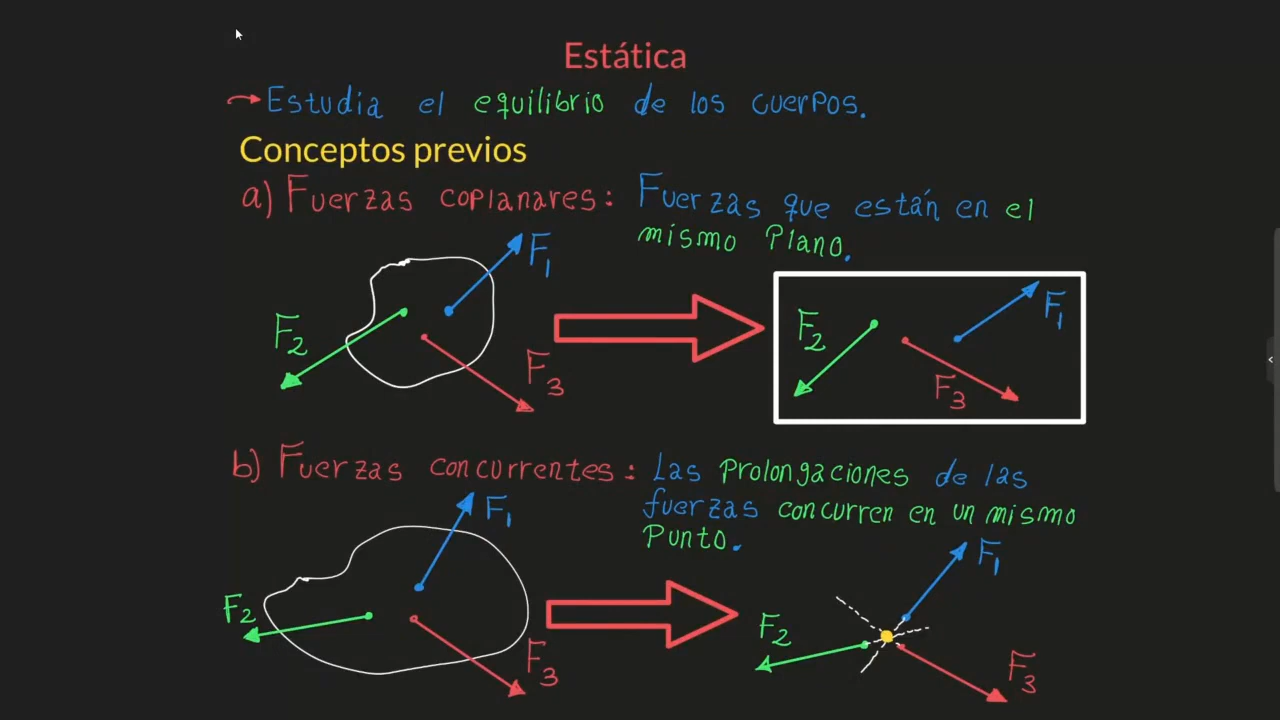 Estática
Estudia el equilibrio de los cuerpos.
Conceptos previos
a) Fuerzas coplanares: Fuerzas que están en el
mismo Plano.
F1
F2
F3
F1
F2
F3
b) Fuerzas concurrentes: Las Prolongaciones de las
fuerzas concurren en un mismo
Punto.
F1
F2
F3
F1
F2
F3